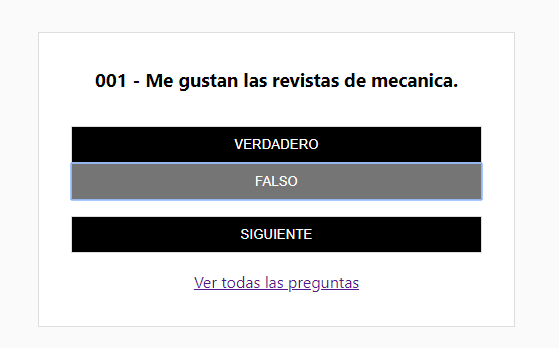 001 - Me gustan las revistas de mecanica.
VERDADERO
FALSO
SIGUIENTE
Ver todas las preguntas